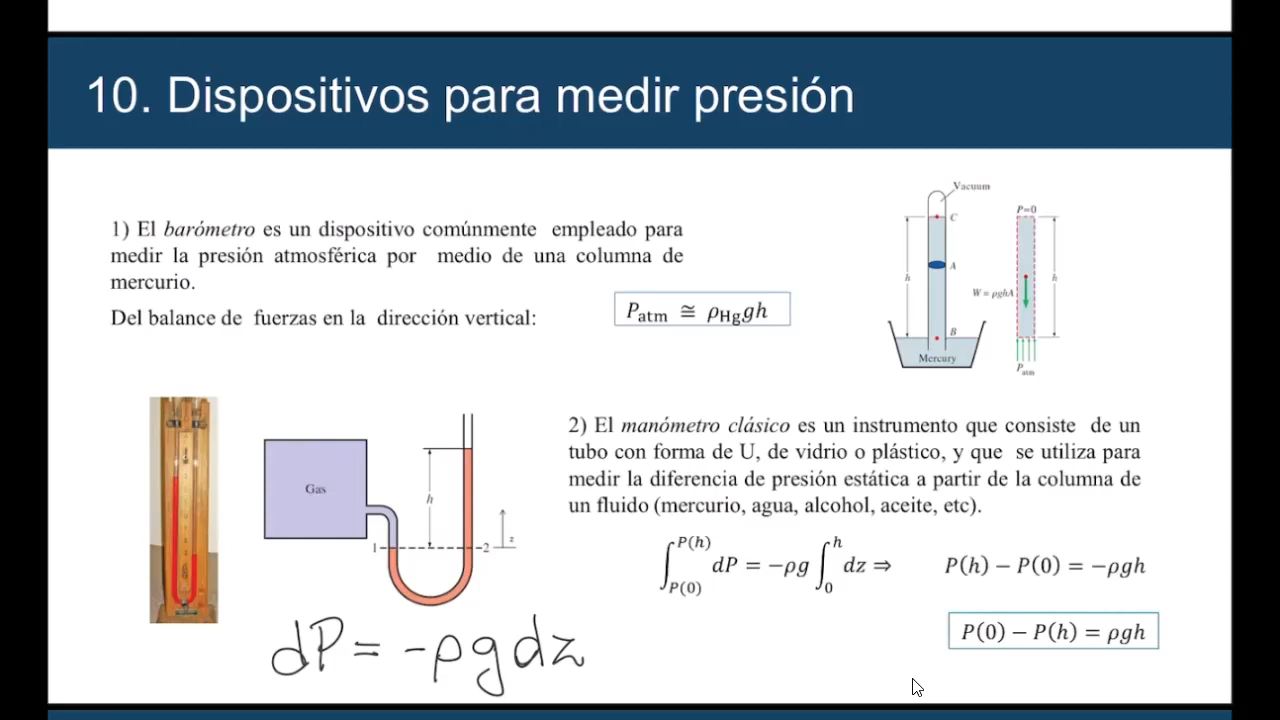 10. Dispositivos para medir presión
1) El barómetro es un dispositivo comúnmente empleado para
medir la presión atmosférica por medio de una columna de
mercurio.
Del balance de fuerzas en la dirección vertical:
P_atm ≅ ρ_Hg gh
Vacuum
C
A
h
B
Mercury
P=0
W = ρghA
h
P_atm
Gas
h
1
2
z
2) El manómetro clásico es un instrumento que consiste de un
tubo con forma de U, de vidrio o plástico, y que se utiliza para
medir la diferencia de presión estática a partir de la columna de
un fluido (mercurio, agua, alcohol, aceite, etc).
∫_{P(0)}^{P(h)} dP = −ρg ∫_0^h dz ⇒ P(h) − P(0) = −ρgh
P(0) − P(h) = ρgh
dP = -ρgdz